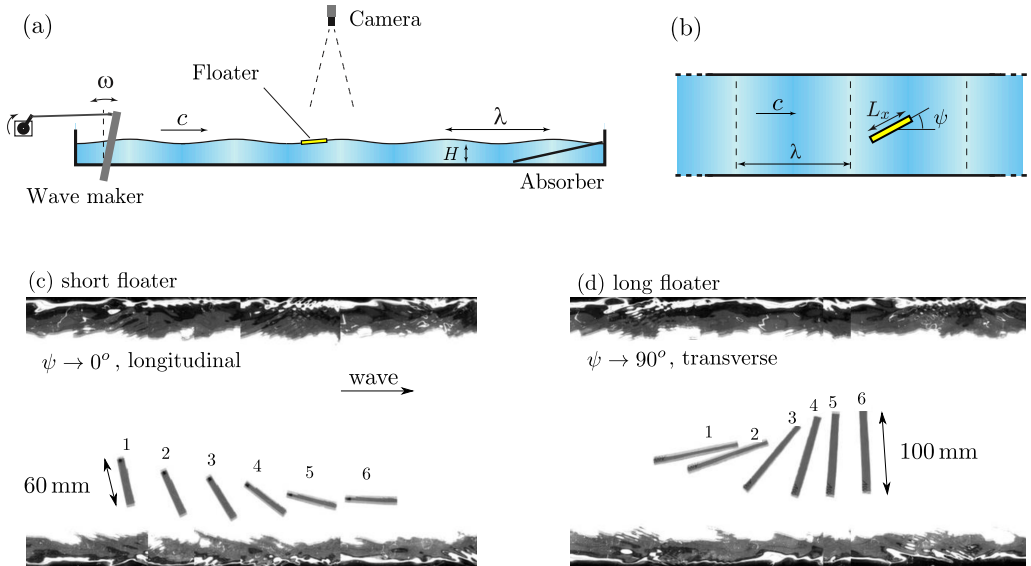 (a)
Camera
Floater
ω
c
λ
H
Wave maker
Absorber
(b)
c
L_x
ψ
λ
(c) short floater
ψ → 0°, longitudinal
wave
1
2
3
4
5
6
60 mm
(d) long floater
ψ → 90°, transverse
1
2
3
4
5
6
100 mm